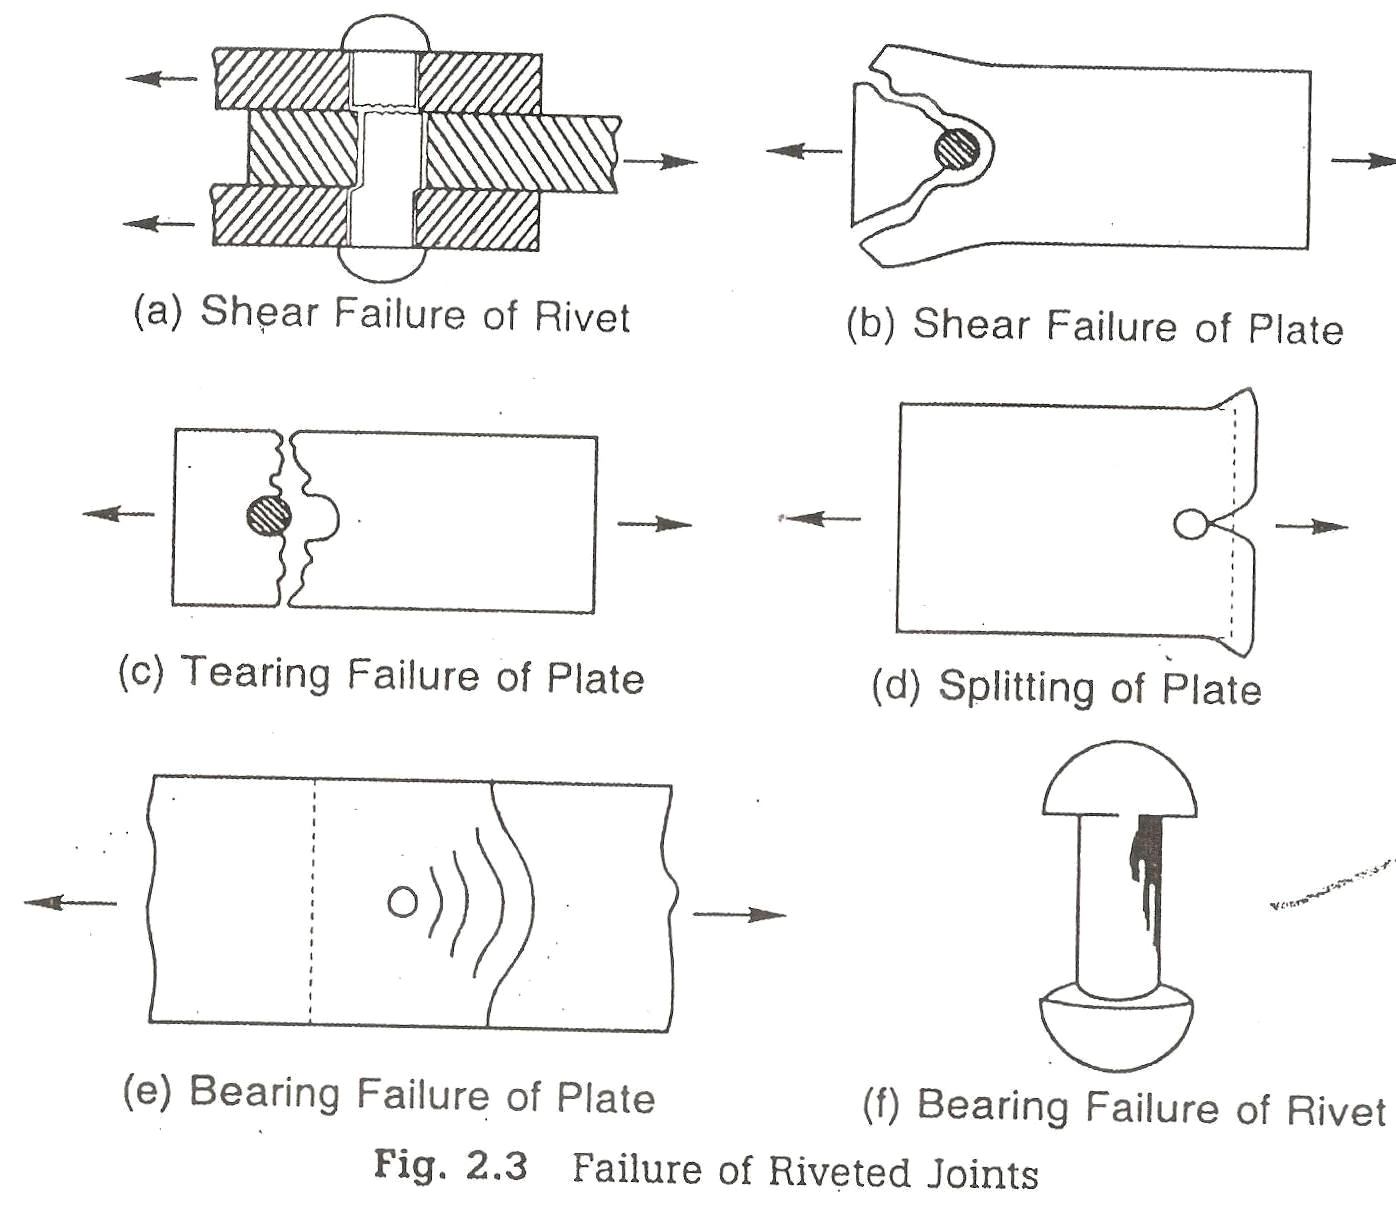 (a) Shear Failure of Rivet
(b) Shear Failure of Plate
(c) Tearing Failure of Plate
(d) Splitting of Plate
(e) Bearing Failure of Plate
(f) Bearing Failure of Rivet
Fig. 2.3 Failure of Riveted Joints